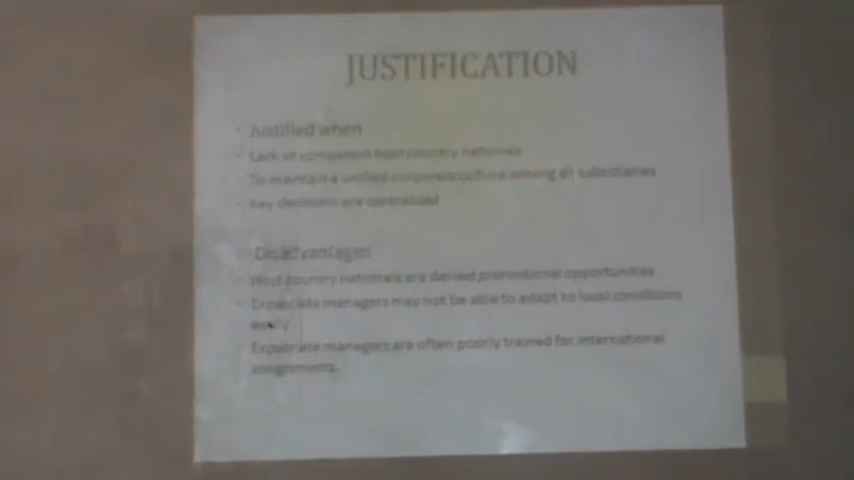 JUSTIFICATION
Justified when
Lack of competent host country nationals
To maintain a unified corporate culture among all subsidiaries
Key decisions are centralized
Disadvantages
Host country nationals are denied promotional opportunities
Expatriate managers may not be able to adapt to local conditions
easily.
Expatriate managers are often poorly trained for international
assignments.